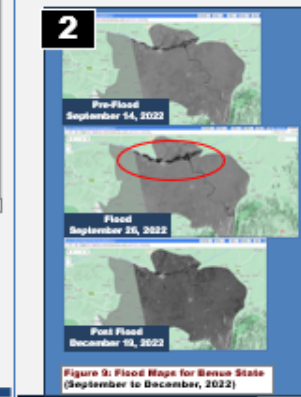 2
Pre-Flood
September 14, 2022
Flood
September 26, 2022
Post Flood
December 19, 2022
Figure 9: Flood Maps for Benue State
(September to December, 2022)